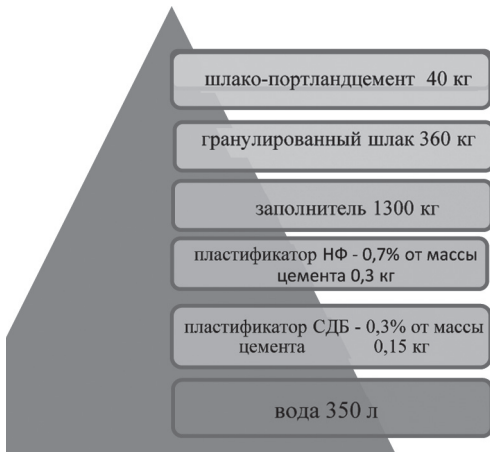 шлако-портландцемент 40 кг
гранулированный шлак 360 кг
заполнитель 1300 кг
пластификатор НФ - 0,7% от массы
цемента 0,3 кг
пластификатор СДБ - 0,3% от массы
цемента 0,15 кг
вода 350 л